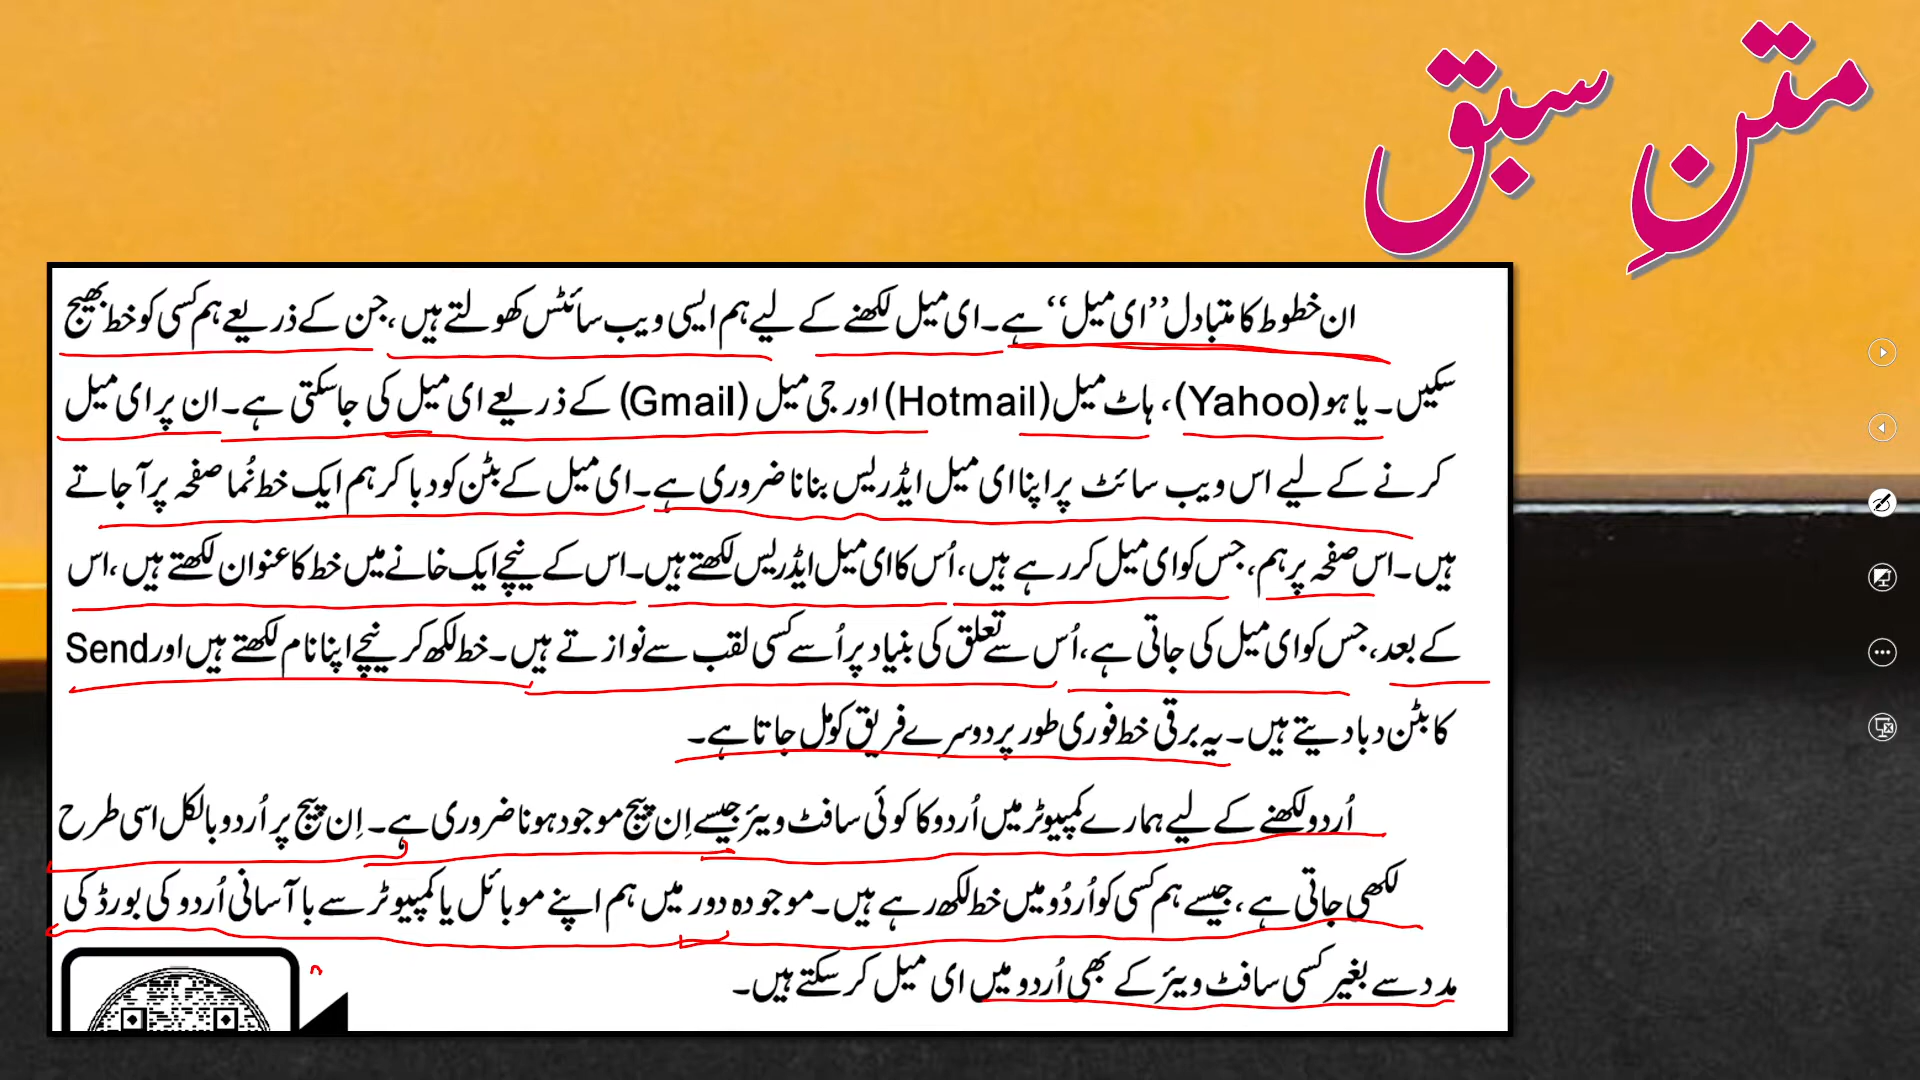 متنِ سبق
ان خطوط کا متبادل ’’ای میل‘‘ ہے۔ ای میل لکھنے کے لیے ہم ایسی ویب سائٹس کھولتے ہیں، جن کے ذریعے ہم کسی کو خط بھیج
سکیں۔ یاہو (Yahoo)، ہاٹ میل (Hotmail) اور جی میل (Gmail) کے ذریعے ای میل کی جاسکتی ہے۔ ان پر ای میل
کرنے کے لیے اس ویب سائٹ پر اپنا ای میل ایڈریس بنانا ضروری ہے۔ ای میل کے بٹن کو دبا کر ہم ایک خط نُما صفحہ پر آ جاتے
ہیں۔ اس صفحہ پر ہم، جس کو ای میل کر رہے ہیں، اُس کا ای میل ایڈریس لکھتے ہیں۔ اس کے نیچے ایک خانے میں خط کا عنوان لکھتے ہیں، اس
کے بعد، جس کو ای میل کی جاتی ہے، اُس سے تعلق کی بنیاد پر اُسے کسی لقب سے نوازتے ہیں۔ خط لکھ کر نیچے اپنا نام لکھتے ہیں اور Send
کا بٹن دبا دیتے ہیں۔ یہ برقی خط فوری طور پر دوسرے فریق کو مل جاتا ہے۔
اُردو لکھنے کے لیے ہمارے کمپیوٹر میں اُردو کا کوئی سافٹ ویئر جیسے اِن پیج موجود ہونا ضروری ہے۔ اِن پیج پر اُردو بالکل اسی طرح
لکھی جاتی ہے، جیسے ہم کسی کو اُردُو میں خط لکھ رہے ہیں۔ موجودہ دور میں ہم اپنے موبائل یا کمپیوٹر سے با آسانی اُردو کی بورڈ کی
مدد سے بغیر کسی سافٹ ویئر کے بھی اُردو میں ای میل کر سکتے ہیں۔